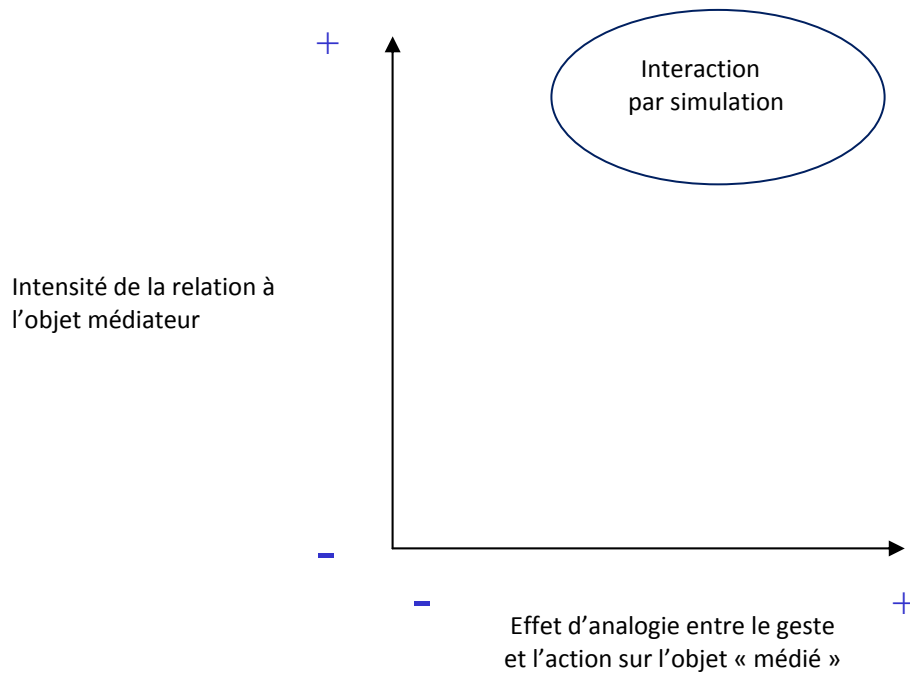 +
Interaction
par simulation
Intensité de la relation à
l’objet médiateur
-
-
+
Effet d’analogie entre le geste
et l’action sur l’objet « médié »